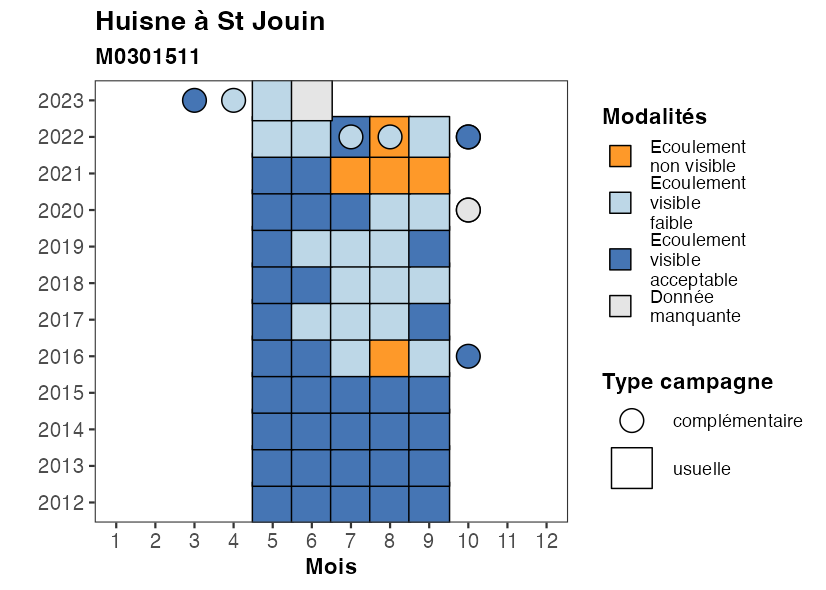 Huisne à St Jouin
M0301511
2023
2022
2021
2020
2019
2018
2017
2016
2015
2014
2013
2012
1 2 3 4 5 6 7 8 9 10 11 12
Mois
Modalités
Ecoulement
non visible
Ecoulement
visible
faible
Ecoulement
visible
acceptable
Donnée
manquante
Type campagne
complémentaire
usuelle